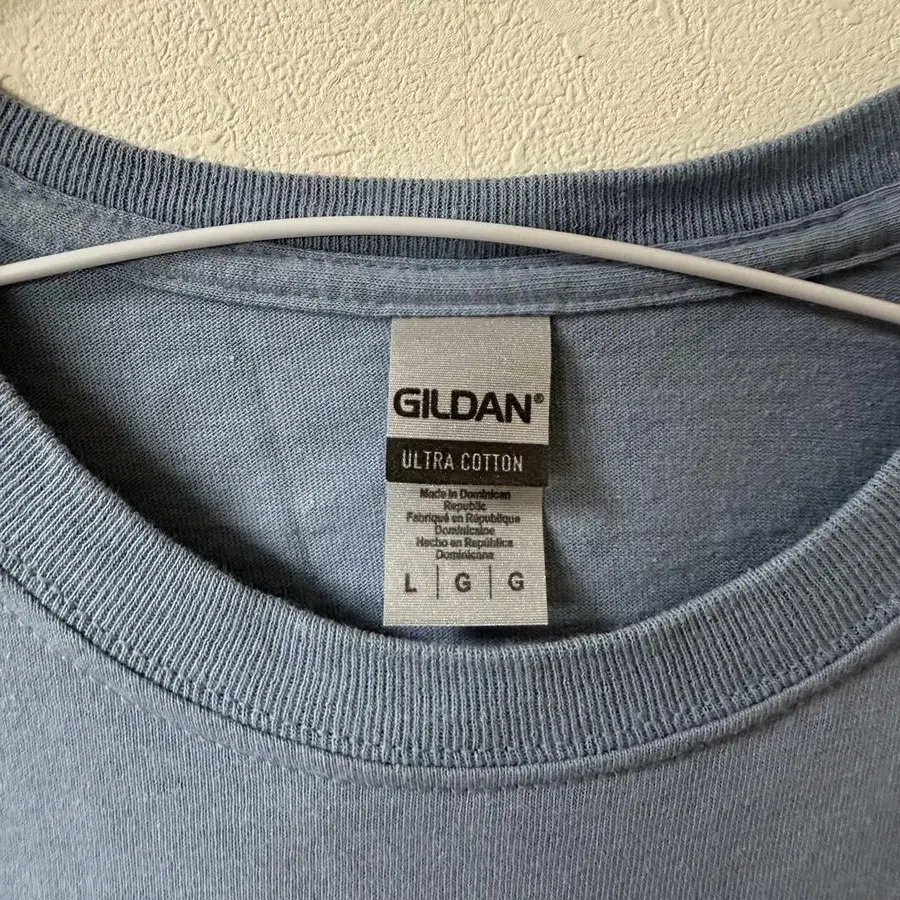 GILDAN®
ULTRA COTTON
Made in Dominican
Republic
Fabriqué en République
Dominicaine
Hecho en República
Dominicana
L | G | G